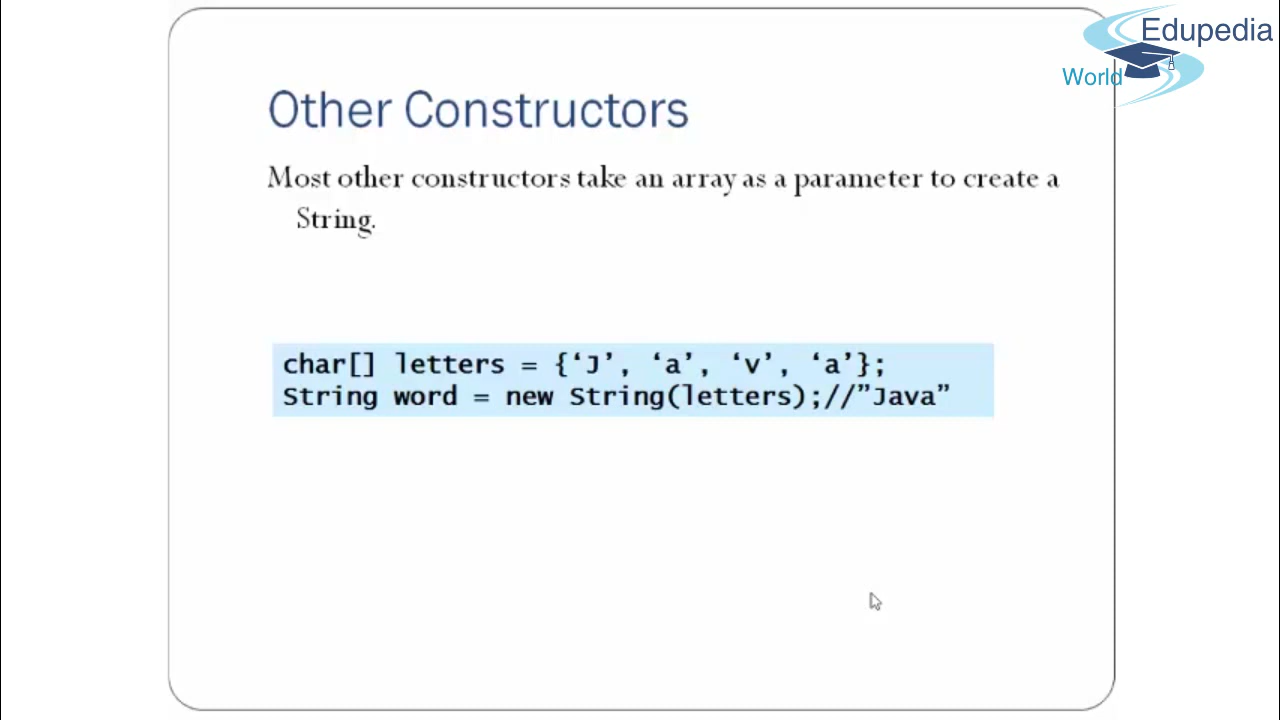 Edupedia
World
Other Constructors
Most other constructors take an array as a parameter to create a
String.
char[] letters = {‘J’, ‘a’, ‘v’, ‘a’};
String word = new String(letters);//”Java”